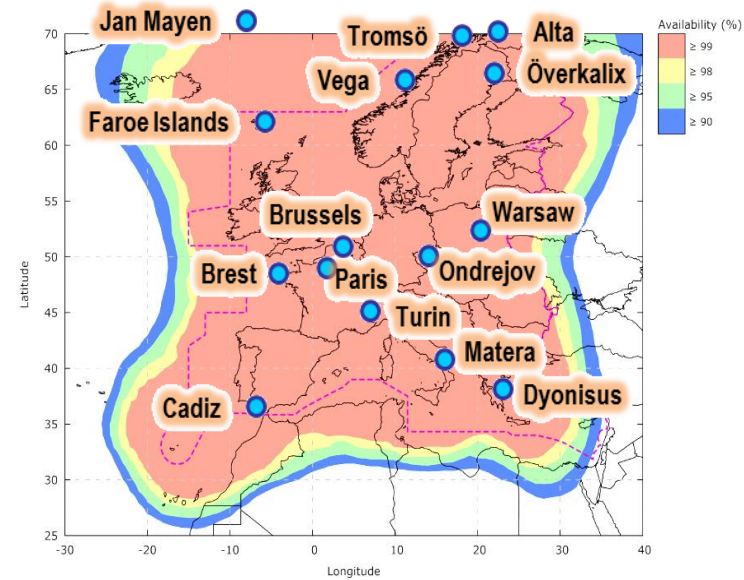 Jan Mayen
Tromsö
Alta
Availability (%)
≥ 99
≥ 98
≥ 95
≥ 90
Vega
Överkalix
Faroe Islands
Brussels
Warsaw
Brest
Paris
Ondrejov
Turin
Matera
Cadiz
Dyonisus
70
65
60
55
50
45
40
35
30
25
Latitude
-30
-20
-10
0
10
20
30
40
Longitude